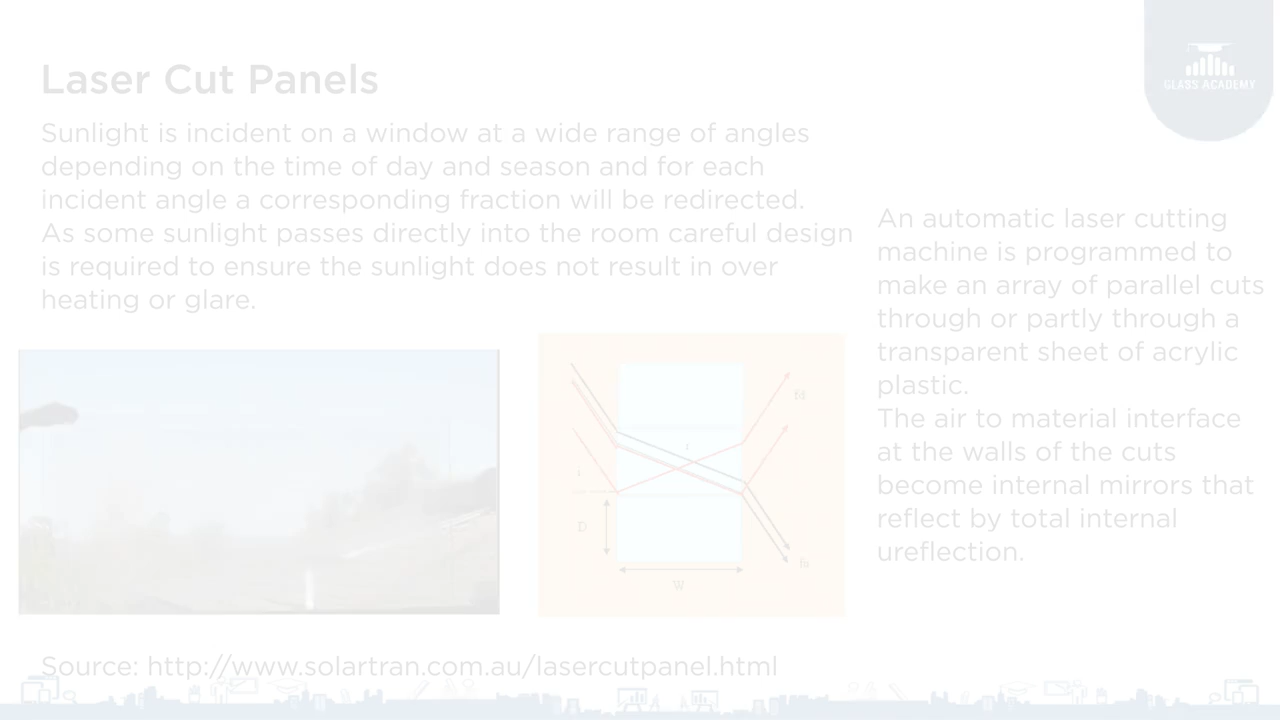 GLASS ACADEMY
Laser Cut Panels
Sunlight is incident on a window at a wide range of angles
depending on the time of day and season and for each
incident angle a corresponding fraction will be redirected.
As some sunlight passes directly into the room careful design
is required to ensure the sunlight does not result in over
heating or glare.
An automatic laser cutting
machine is programmed to
make an array of parallel cuts
through or partly through a
transparent sheet of acrylic
plastic.
The air to material interface
at the walls of the cuts
become internal mirrors that
reflect by total internal
ureflection.
fd
r
i
D
W
Source: http://www.solartran.com.au/lasercutpanel.html